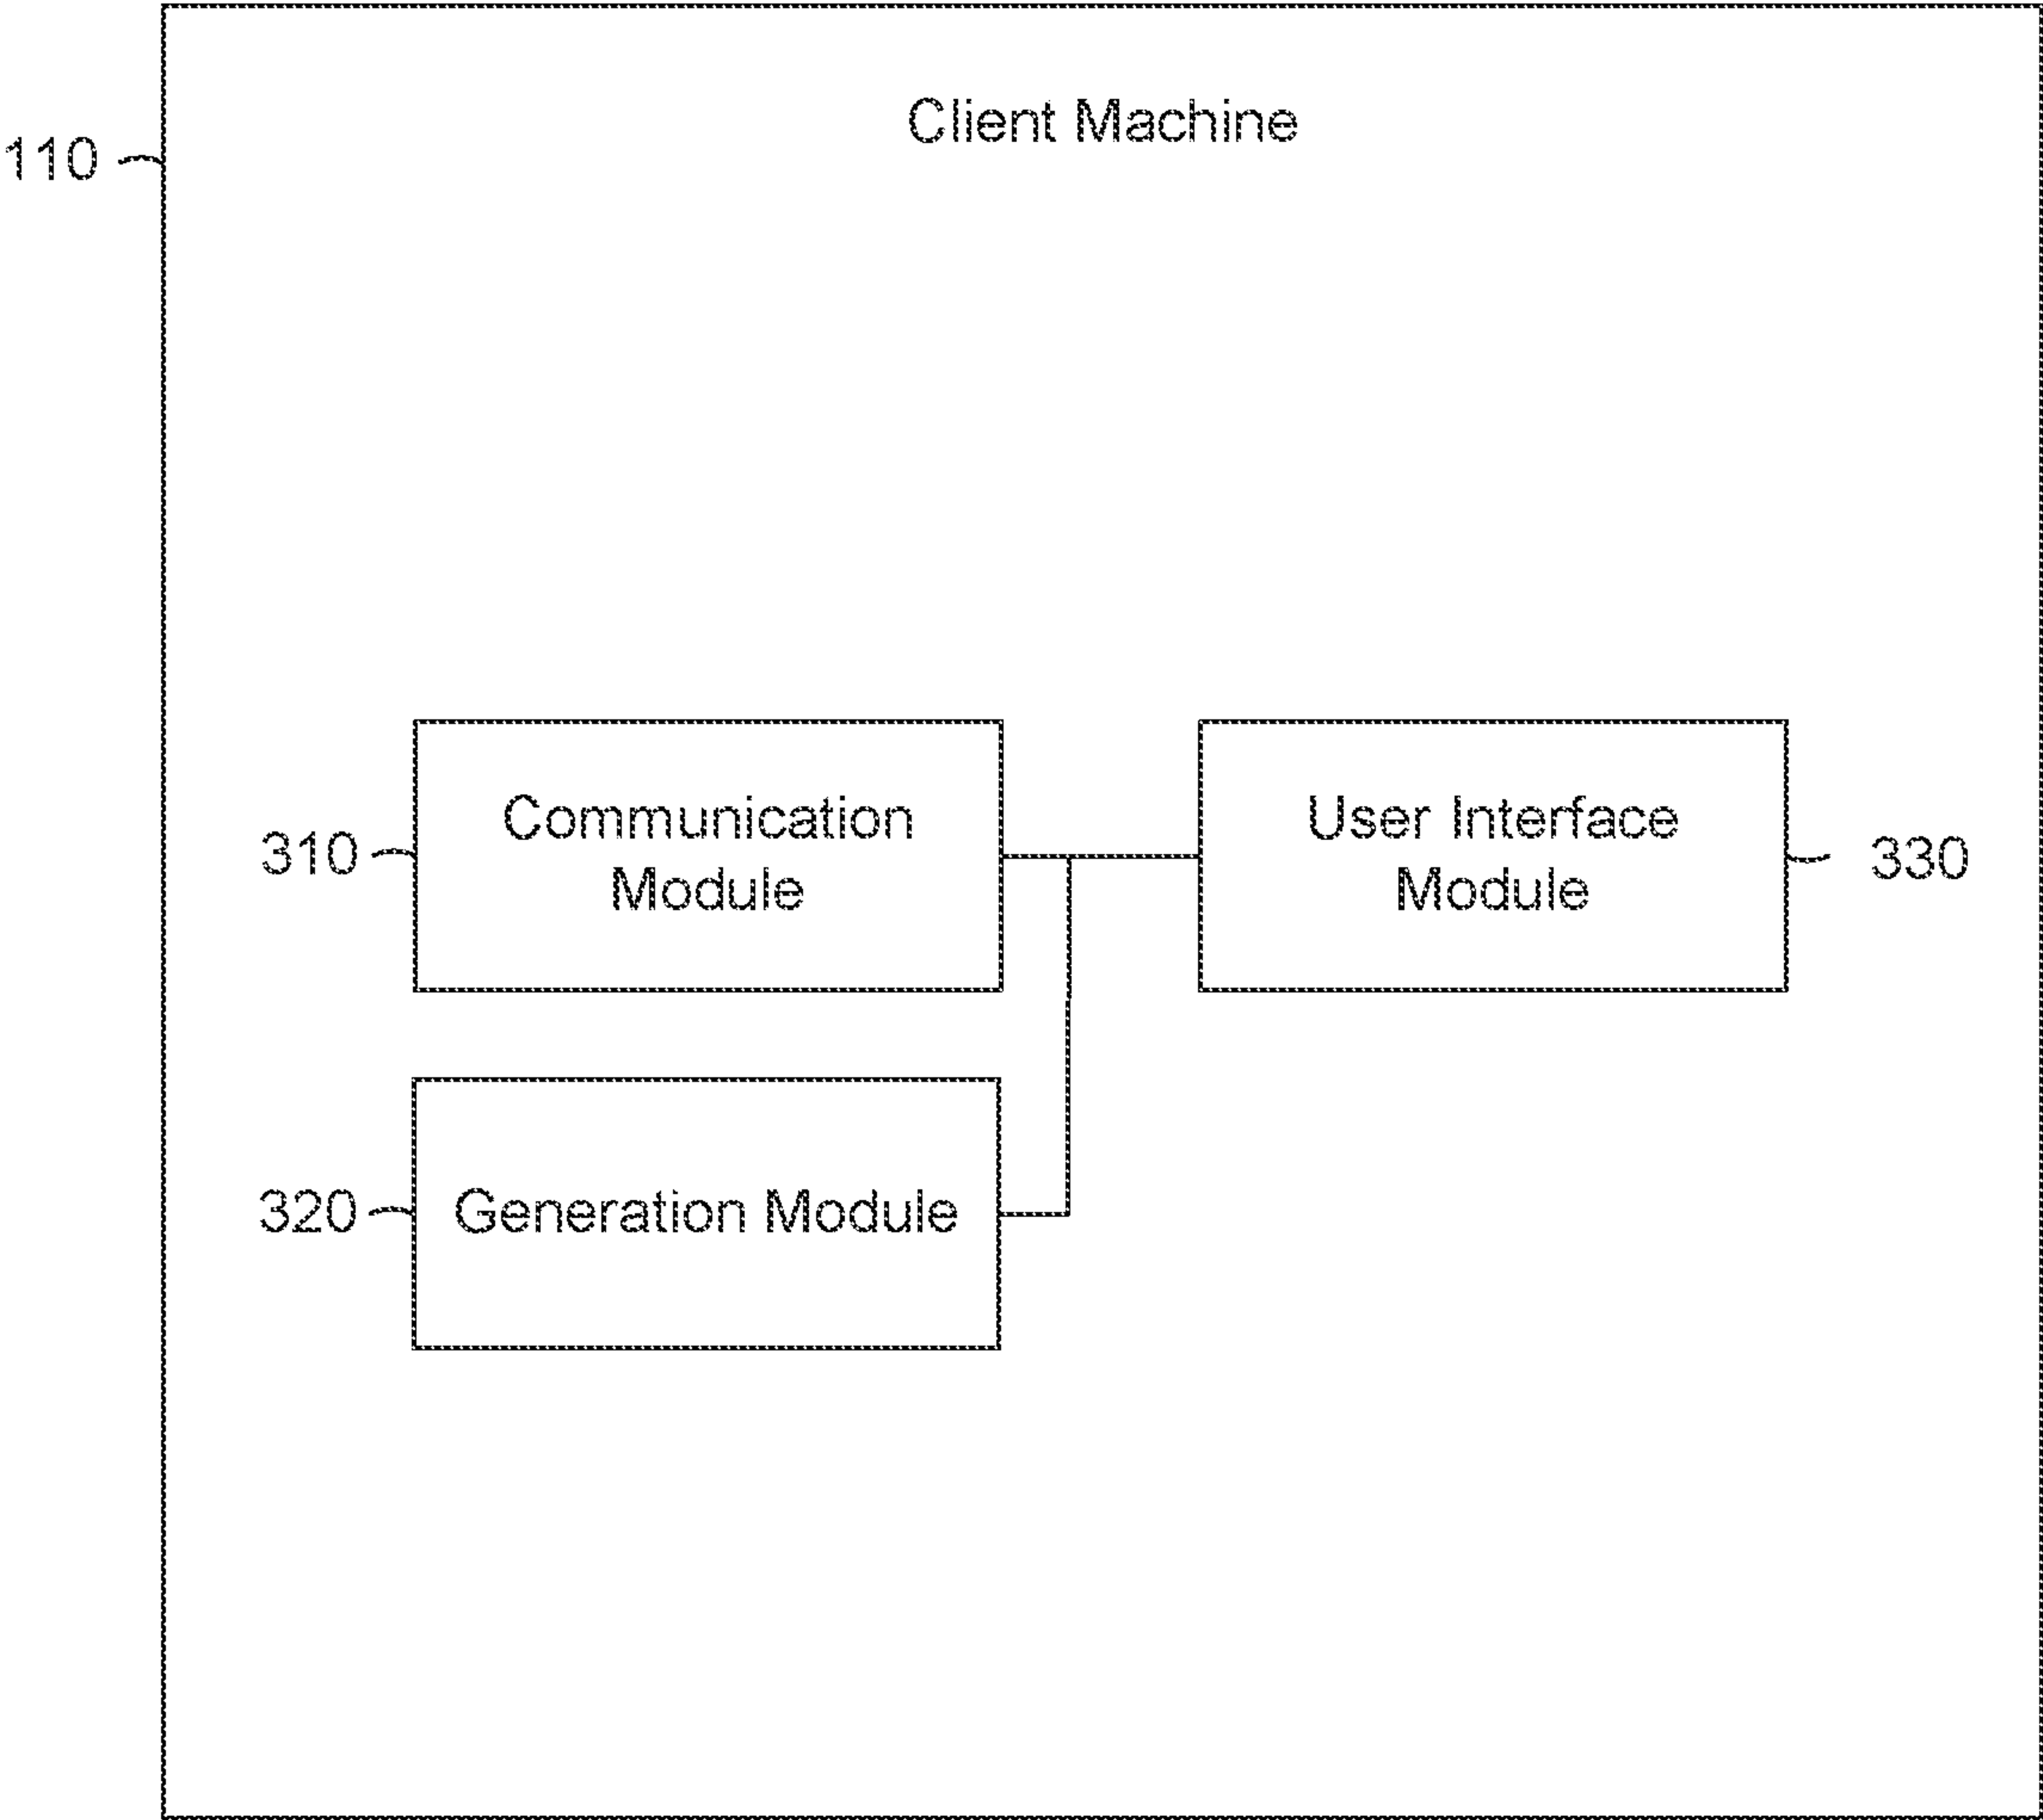 Client Machine
110
Communication
Module
310
User Interface
Module
330
320
Generation Module